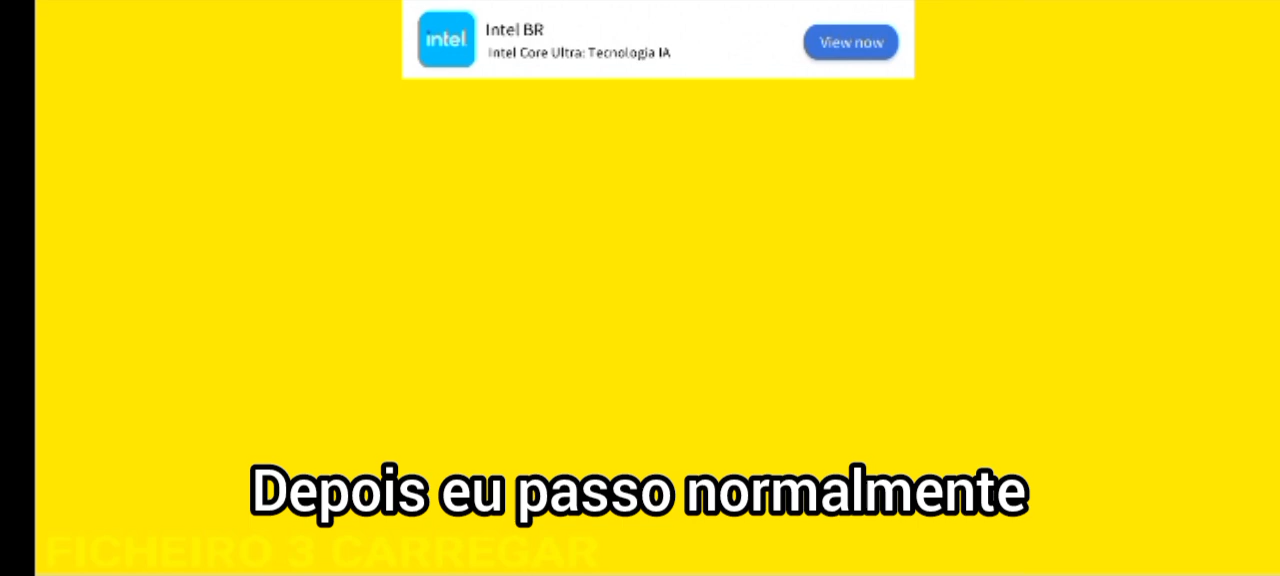 intel
Intel BR
Intel Core Ultra: Tecnologia IA
View now
Depois eu passo normalmente
FICHEIRO 3 CARREGAR